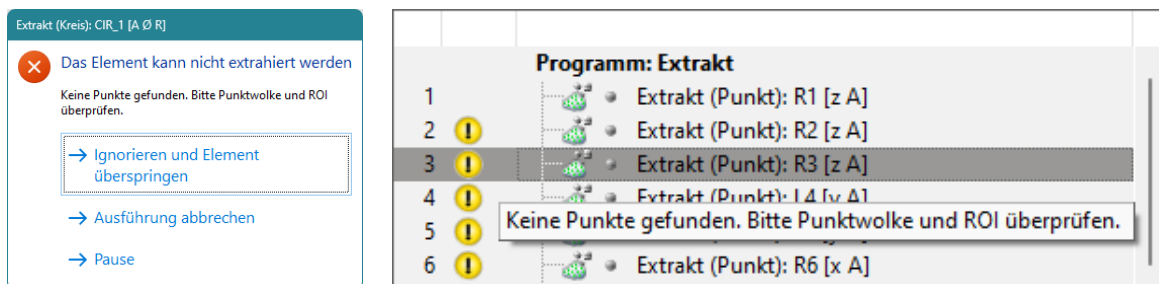 Extrakt (Kreis): CIR_1 [A Ø R]
Das Element kann nicht extrahiert werden
Keine Punkte gefunden. Bitte Punktwolke und ROI
überprüfen.
Ignorieren und Element
überspringen
Ausführung abbrechen
Pause
Programm: Extrakt
1 Extrakt (Punkt): R1 [z A]
2 Extrakt (Punkt): R2 [z A]
3 Extrakt (Punkt): R3 [z A]
4 Extrakt (Punkt): L4 [y A]
Keine Punkte gefunden. Bitte Punktwolke und ROI überprüfen.
5
6 Extrakt (Punkt): R6 [x A]